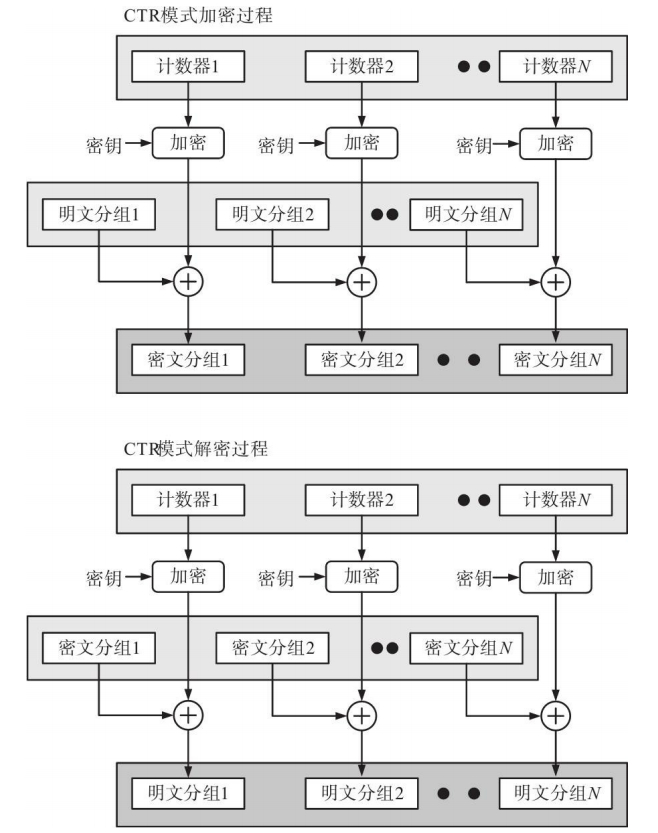 CTR模式加密过程
计数器1 计数器2 ●● 计数器N
密钥 加密 密钥 加密 密钥 加密
明文分组1 明文分组2 ●● 明文分组N
+ + +
密文分组1 密文分组2 ● ● 密文分组N
CTR模式解密过程
计数器1 计数器2 ●● 计数器N
密钥 加密 密钥 加密 密钥 加密
密文分组1 密文分组2 ●● 密文分组N
+ + +
明文分组1 明文分组2 ● ● 明文分组N